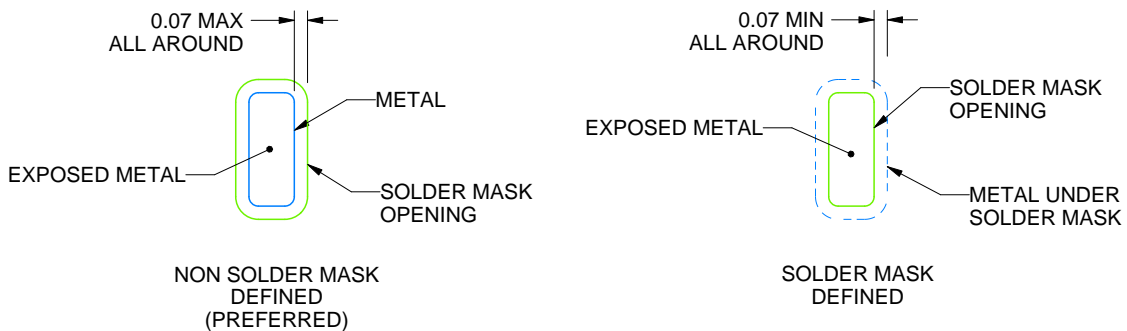 0.07 MAX
ALL AROUND
METAL
EXPOSED METAL
SOLDER MASK
OPENING
NON SOLDER MASK
DEFINED
(PREFERRED)
0.07 MIN
ALL AROUND
SOLDER MASK
OPENING
EXPOSED METAL
METAL UNDER
SOLDER MASK
SOLDER MASK
DEFINED